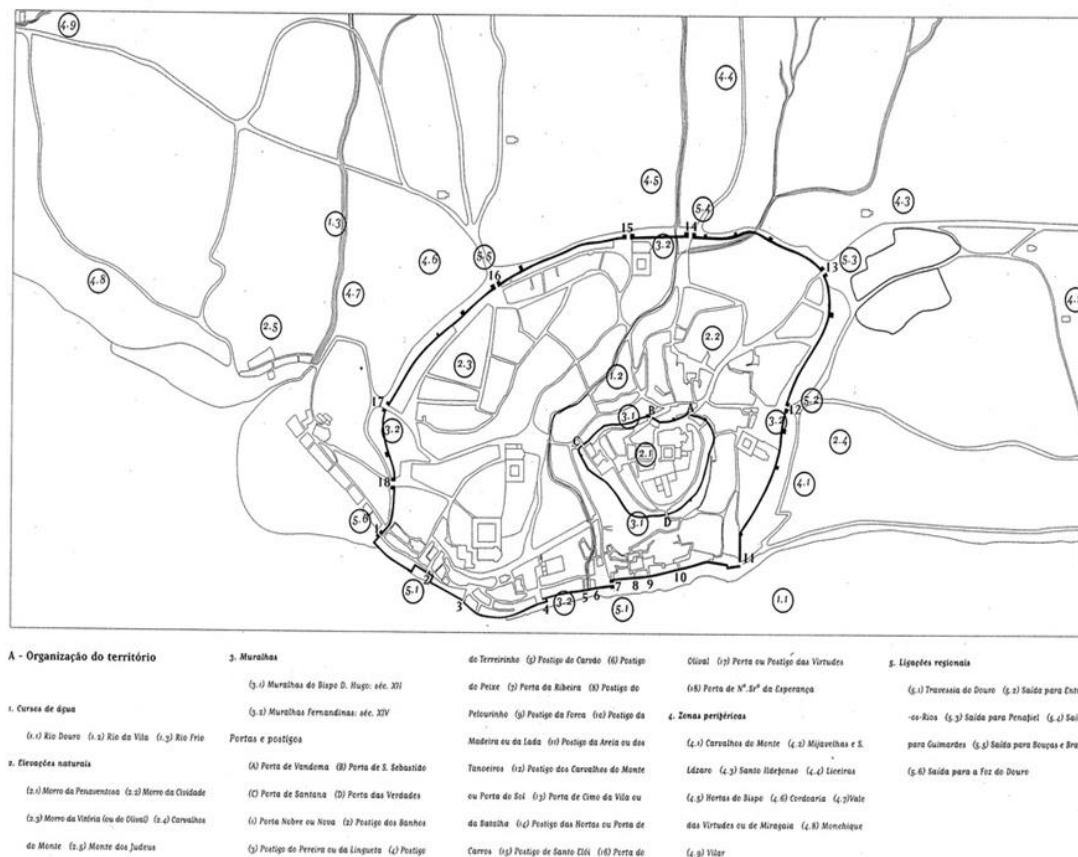 4.9
4.4
4.5
5.4
4.3
1.3
15
14
3.2
4.6
5.5
16
5.3
13
4.8
4.7
2.5
2.3
2.2
1.2
17
3.2
3.1
B
A
3.2
12
5.2
2.4
C
2.1
4.1
18
5.6
1
3.1
D
5.1
2
3
4
3.2
5
6
7
8
9
10
11
5.1
1.1
A - Organização do território
1. Cursos de água
(1.1) Rio Douro (1.2) Rio da Vila (1.3) Rio Frio
2. Elevações naturais
(2.1) Morro da Penaventosa (2.2) Morro da Cividade
(2.3) Morro da Vitória (ou do Olival) (2.4) Carvalhos
do Monte (2.5) Monte dos Judeus
3. Muralhas
(3.1) Muralhas do Bispo D. Hugo: séc. XII
(3.2) Muralhas Fernandinas: séc. XIV
Portas e postigos
(A) Porta de Vandoma (B) Porta de S. Sebastião
(C) Porta de Santana (D) Porta das Verdades
(1) Porta Nobre ou Nova (2) Postigo dos Banhos
(3) Postigo do Pereira ou da Lingueta (4) Postigo
do Terreirinho (5) Postigo do Carvão (6) Postigo
do Peixe (7) Porta da Ribeira (8) Postigo do
Pelourinho (9) Postigo da Forca (10) Postigo da
Madeira ou da Lada (11) Postigo da Areia ou dos
Tanoeiros (12) Postigo dos Carvalhos do Monte
ou Porta do Sol (13) Porta de Cimo da Vila ou
da Batalha (14) Postigo das Hortas ou Porta de
Carros (15) Postigo de Santo Elói (16) Porta do
Olival (17) Porta ou Postigo das Virtudes
(18) Porta de Nª.Srª da Esperança
4. Zonas periféricas
(4.1) Carvalhos do Monte (4.2) Mijavelhas e S.
Lázaro (4.3) Santo Ildefonso (4.4) Liceiras
(4.5) Hortas do Bispo (4.6) Cordoaria (4.7)Vale
das Virtudes ou de Miragaia (4.8) Monchique
(4.9) Vilar
5. Ligações regionais
(5.1) Travessia do Douro (5.2) Saída para
-os-Rios (5.3) Saída para Penafiel (5.4)
para Guimarães (5.5) Saída para Bouças e
(5.6) Saída para a Foz do Douro